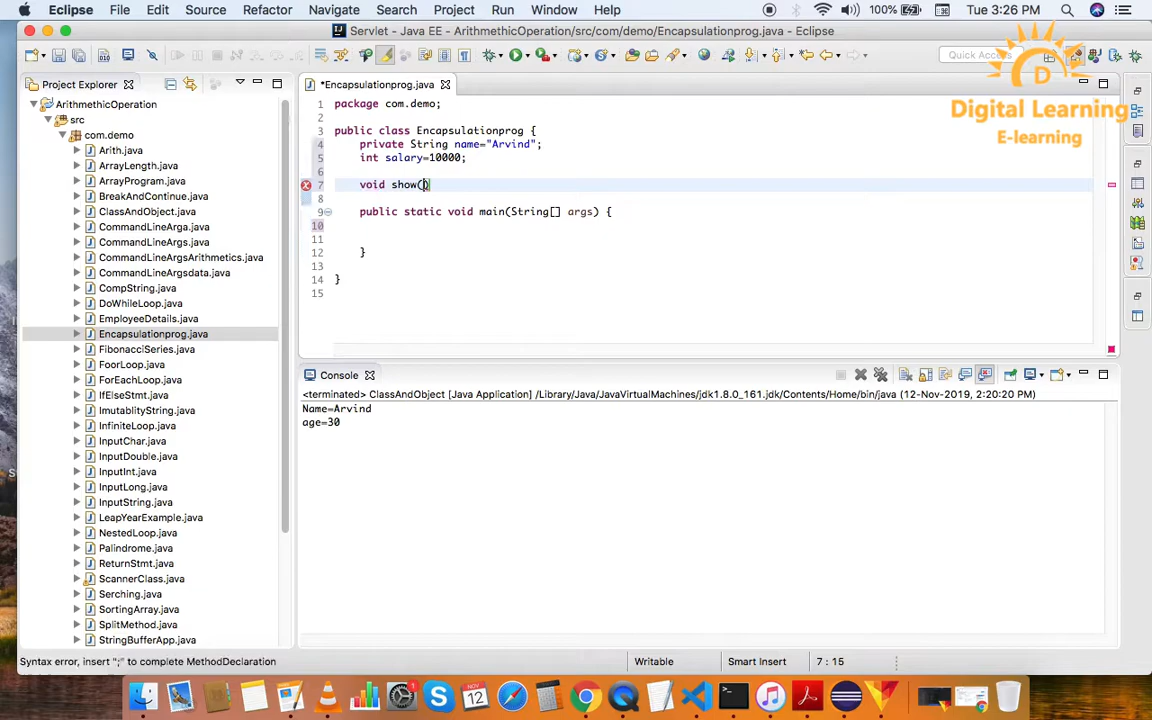 Eclipse File Edit Source Refactor Navigate Search Project Run Window Help 100% Tue 3:26 PM
Servlet - Java EE - ArithmethicOperation/src/com/demo/Encapsulationprog.java - Eclipse
Quick Access
Digital Learning
E-learning
Project Explorer
ArithmethicOperation
src
com.demo
Arith.java
ArrayLength.java
ArrayProgram.java
BreakAndContinue.java
ClassAndObject.java
CommandLineArga.java
CommandLineArgs.java
CommandLineArgsArithmetics.java
CommandLineArgsdata.java
CompString.java
DoWhileLoop.java
EmployeeDetails.java
Encapsulationprog.java
FibonacciSeries.java
FoorLoop.java
ForEachLoop.java
IfElseStmt.java
ImutablityString.java
InfiniteLoop.java
InputChar.java
InputDouble.java
InputInt.java
InputLong.java
InputString.java
LeapYearExample.java
NestedLoop.java
Palindrome.java
ReturnStmt.java
ScannerClass.java
Serching.java
SortingArray.java
SplitMethod.java
StringBufferApp.java
*Encapsulationprog.java
1 package com.demo;
2
3 public class Encapsulationprog {
4 private String name="Arvind";
5 int salary=10000;
6
7 void show()
8
9 public static void main(String[] args) {
10
11
12 }
13
14 }
15
Console
<terminated> ClassAndObject [Java Application] /Library/Java/JavaVirtualMachines/jdk1.8.0_161.jdk/Contents/Home/bin/java (12-Nov-2019, 2:20:20 PM)
Name=Arvind
age=30
Syntax error, insert ";" to complete MethodDeclaration Writable Smart Insert 7 : 15
NOV
12